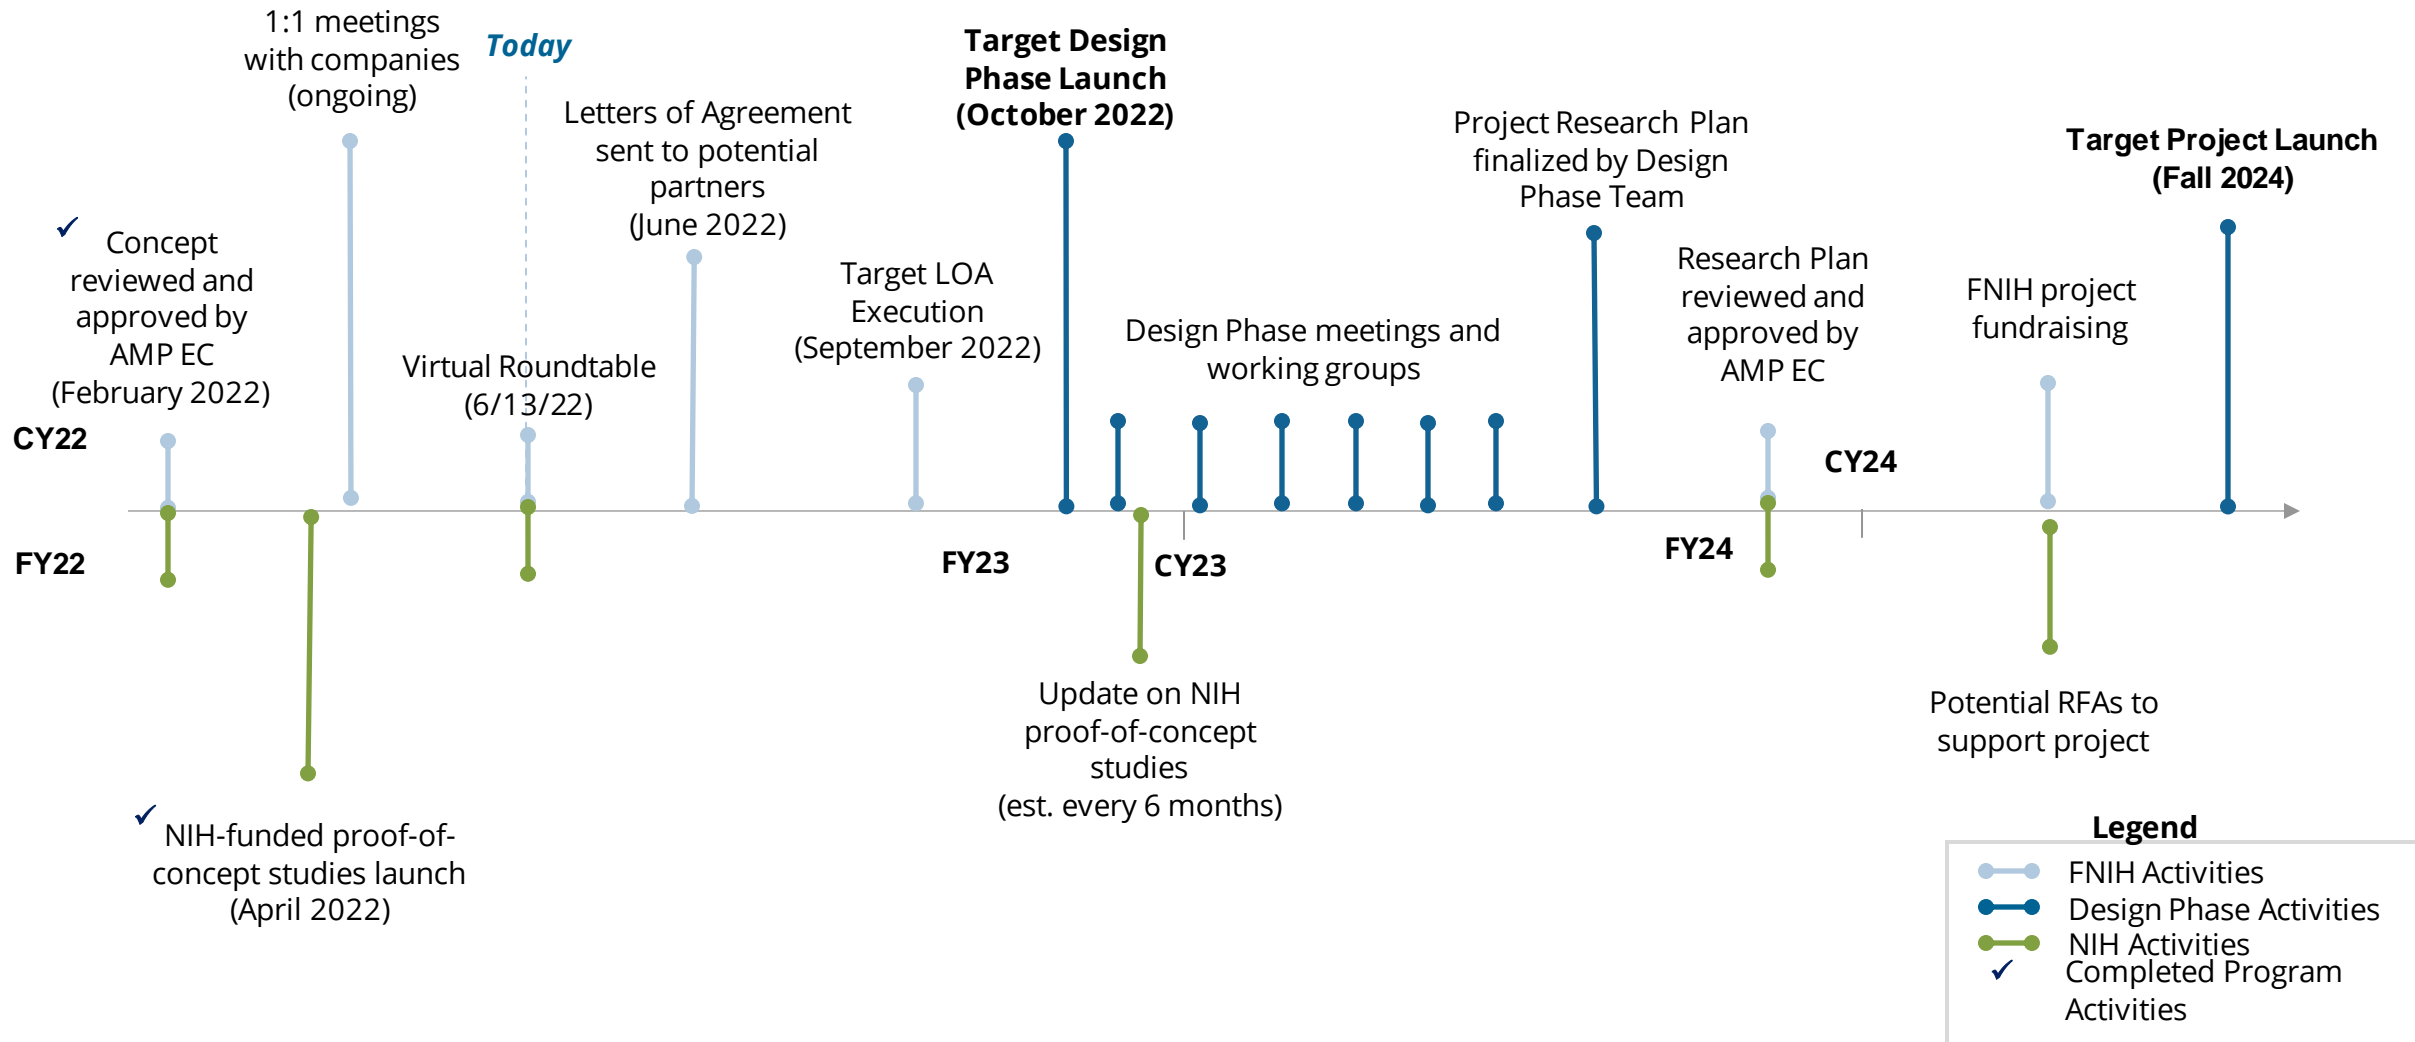 1:1 meetings
with companies
(ongoing)
Today
Target Design
Phase Launch
(October 2022)
Letters of Agreement
sent to potential
partners
(June 2022)
Project Research Plan
finalized by Design
Phase Team
Target Project Launch
(Fall 2024)
✓
Concept
reviewed and
approved by
AMP EC
(February 2022)
Target LOA
Execution
(September 2022)
Research Plan
reviewed and
approved by
AMP EC
FNIH project
fundraising
Design Phase meetings and
working groups
Virtual Roundtable
(6/13/22)
CY22
CY24
FY22
FY23
CY23
FY24
Update on NIH
proof-of-concept
studies
(est. every 6 months)
Potential RFAs to
support project
✓
NIH-funded proof-of-
concept studies launch
(April 2022)
Legend
FNIH Activities
Design Phase Activities
NIH Activities
✓ Completed Program
Activities